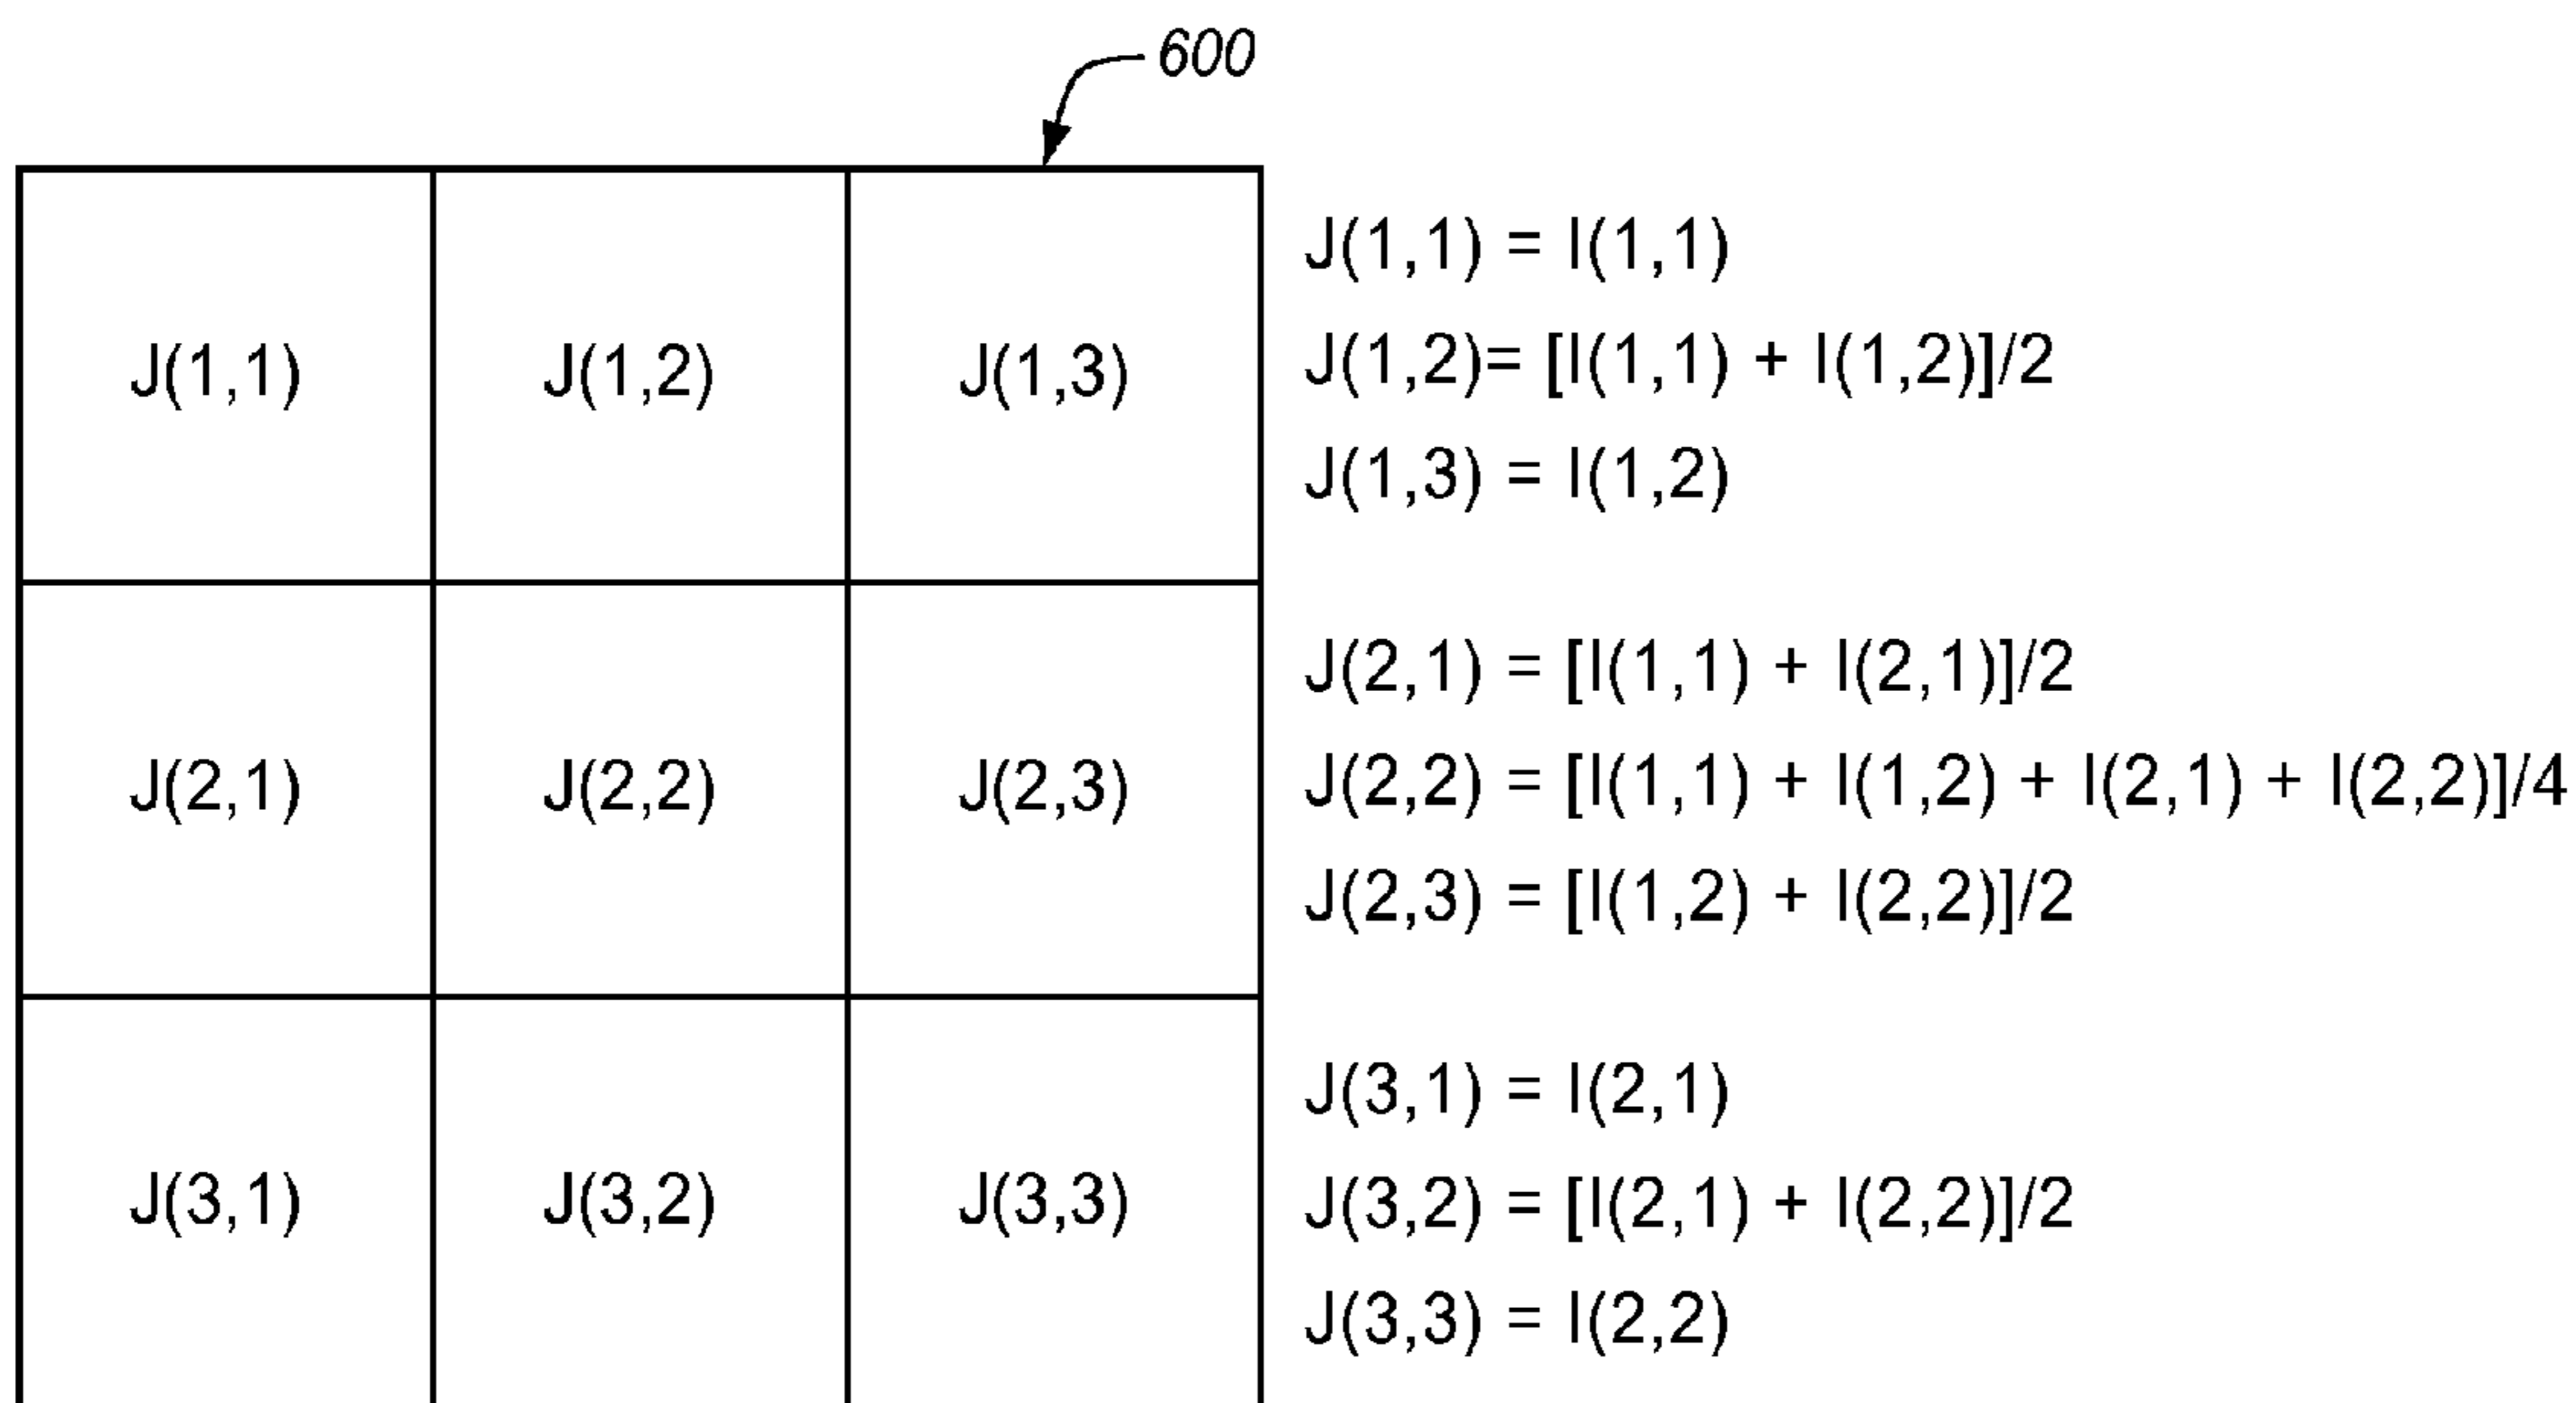 600
J(1,1) J(1,2) J(1,3)
J(1,1) = I(1,1)
J(1,2)= [I(1,1) + I(1,2)]/2
J(1,3) = I(1,2)
J(2,1) J(2,2) J(2,3)
J(2,1) = [I(1,1) + I(2,1)]/2
J(2,2) = [I(1,1) + I(1,2) + I(2,1) + I(2,2)]/4
J(2,3) = [I(1,2) + I(2,2)]/2
J(3,1) J(3,2) J(3,3)
J(3,1) = I(2,1)
J(3,2) = [I(2,1) + I(2,2)]/2
J(3,3) = I(2,2)